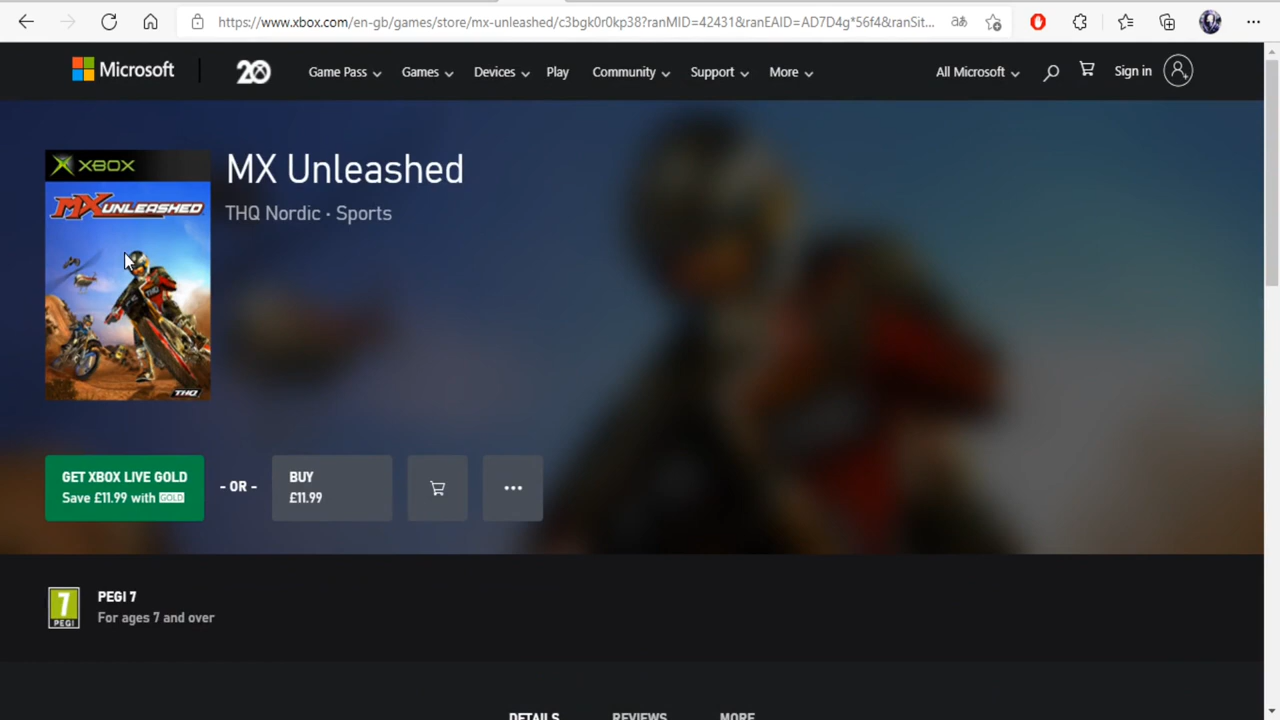 https://www.xbox.com/en-gb/games/store/mx-unleashed/c3bgk0r0kp38?ranMID=42431&ranEAID=AD7D4g*56f4&ranSit...
Microsoft
20
Game Pass
Games
Devices
Play
Community
Support
More
All Microsoft
Sign in
XBOX
MX UNLEASHED
THQ
MX Unleashed
THQ Nordic · Sports
GET XBOX LIVE GOLD
Save £11.99 with GOLD
- OR -
BUY
£11.99
7
PEGI
PEGI 7
For ages 7 and over
DETAILS
REVIEWS
MORE